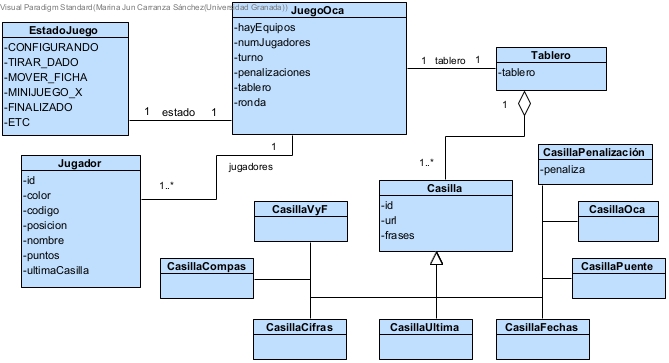 Visual Paradigm Standard(Marina Jun Carranza Sánchez(Universidad Granada))
EstadoJuego
-CONFIGURANDO
-TIRAR_DADO
-MOVER_FICHA
-MINIJUEGO_X
-FINALIZADO
-ETC
1 estado 1
JuegoOca
-hayEquipos
-numJugadores
-turno
-penalizaciones
-tablero
-ronda
1 tablero 1
Tablero
-tablero
1
1..*
1
jugadores
1..*
Jugador
-id
-color
-codigo
-posicion
-nombre
-puntos
-ultimaCasilla
Casilla
-id
-url
-frases
CasillaPenalización
-penaliza
CasillaVyF
CasillaOca
CasillaCompas
CasillaPuente
CasillaCifras
CasillaUltima
CasillaFechas